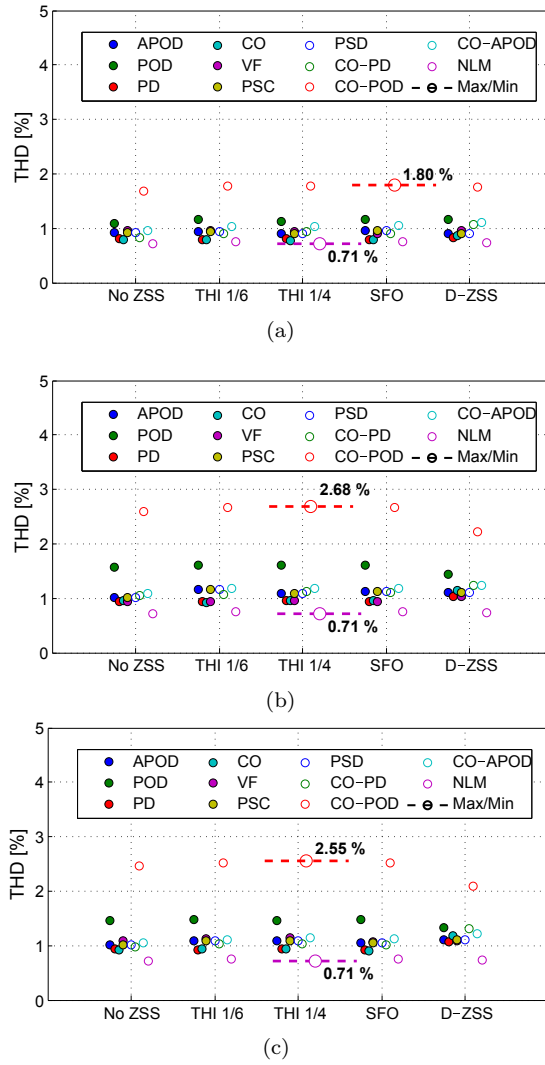 5
APOD CO PSD CO−APOD
POD VF CO−PD NLM
PD PSC CO−POD Max/Min
4
3
THD [%]
2
1.80 %
1
0.71 %
0
No ZSS THI 1/6 THI 1/4 SFO D−ZSS
(a)
5
APOD CO PSD CO−APOD
POD VF CO−PD NLM
PD PSC CO−POD Max/Min
4
3
2.68 %
THD [%]
2
1
0.71 %
0
No ZSS THI 1/6 THI 1/4 SFO D−ZSS
(b)
5
APOD CO PSD CO−APOD
POD VF CO−PD NLM
PD PSC CO−POD Max/Min
4
3
2.55 %
THD [%]
2
1
0.71 %
0
No ZSS THI 1/6 THI 1/4 SFO D−ZSS
(c)